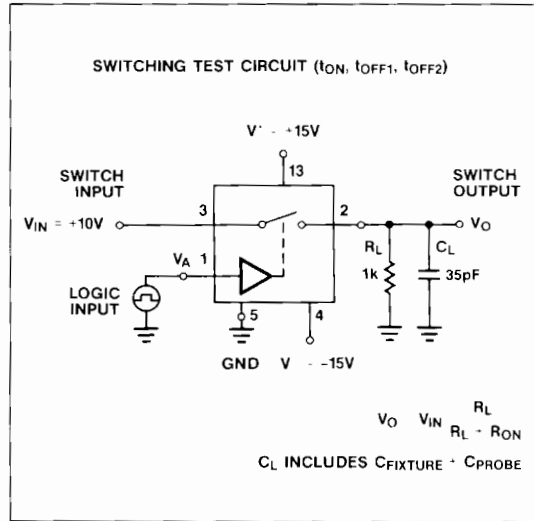 SWITCHING TEST CIRCUIT (tON, tOFF1, tOFF2)
V' - +15V
13
SWITCH INPUT
SWITCH OUTPUT
VIN = +10V
3
2
VO
VA
1
RL
1k
CL
35pF
LOGIC INPUT
5
4
GND
V - -15V
VO VIN RL
RL - RON
CL INCLUDES CFIXTURE - CPROBE